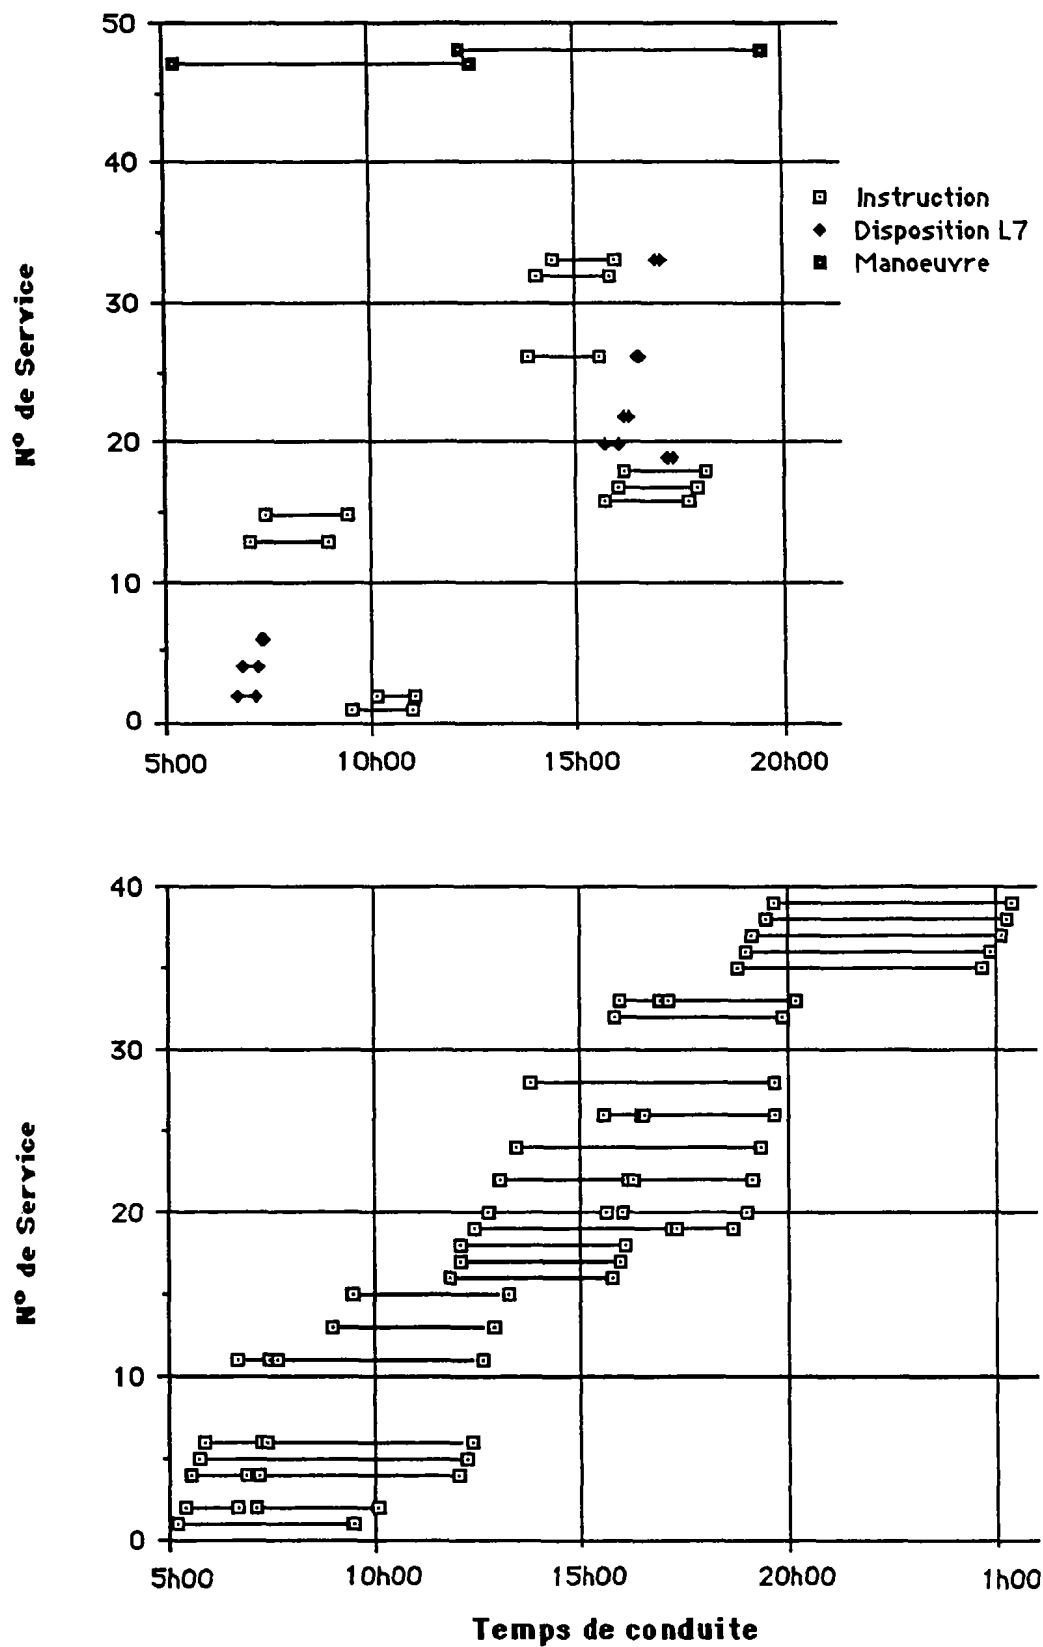 50
40
30
20
10
0
N° de Service
5h00 10h00 15h00 20h00
Instruction
Disposition L7
Manoeuvre
40
30
20
10
0
N° de Service
5h00 10h00 15h00 20h00 1h00
Temps de conduite